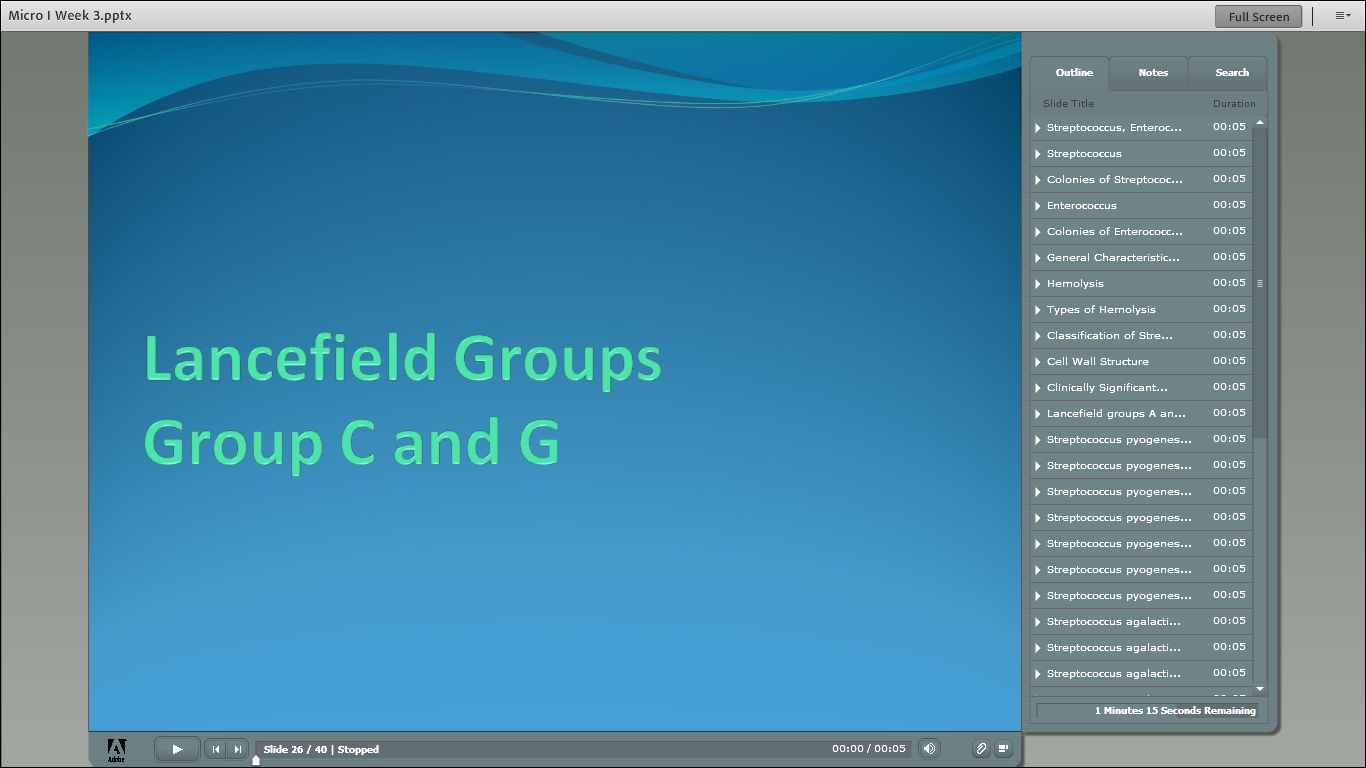 Micro I Week 3.pptx
Full Screen
Lancefield Groups
Group C and G
Outline Notes Search
Slide Title Duration
Streptococcus, Enteroc... 00:05
Streptococcus 00:05
Colonies of Streptococ... 00:05
Enterococcus 00:05
Colonies of Enterococc... 00:05
General Characteristic... 00:05
Hemolysis 00:05
Types of Hemolysis 00:05
Classification of Stre... 00:05
Cell Wall Structure 00:05
Clinically Significant... 00:05
Lancefield groups A an... 00:05
Streptococcus pyogenes... 00:05
Streptococcus pyogenes... 00:05
Streptococcus pyogenes... 00:05
Streptococcus pyogenes... 00:05
Streptococcus pyogenes... 00:05
Streptococcus pyogenes... 00:05
Streptococcus pyogenes... 00:05
Streptococcus agalacti... 00:05
Streptococcus agalacti... 00:05
Streptococcus agalacti... 00:05
1 Minutes 15 Seconds Remaining
Adobe
Slide 26 / 40 | Stopped 00:00 / 00:05